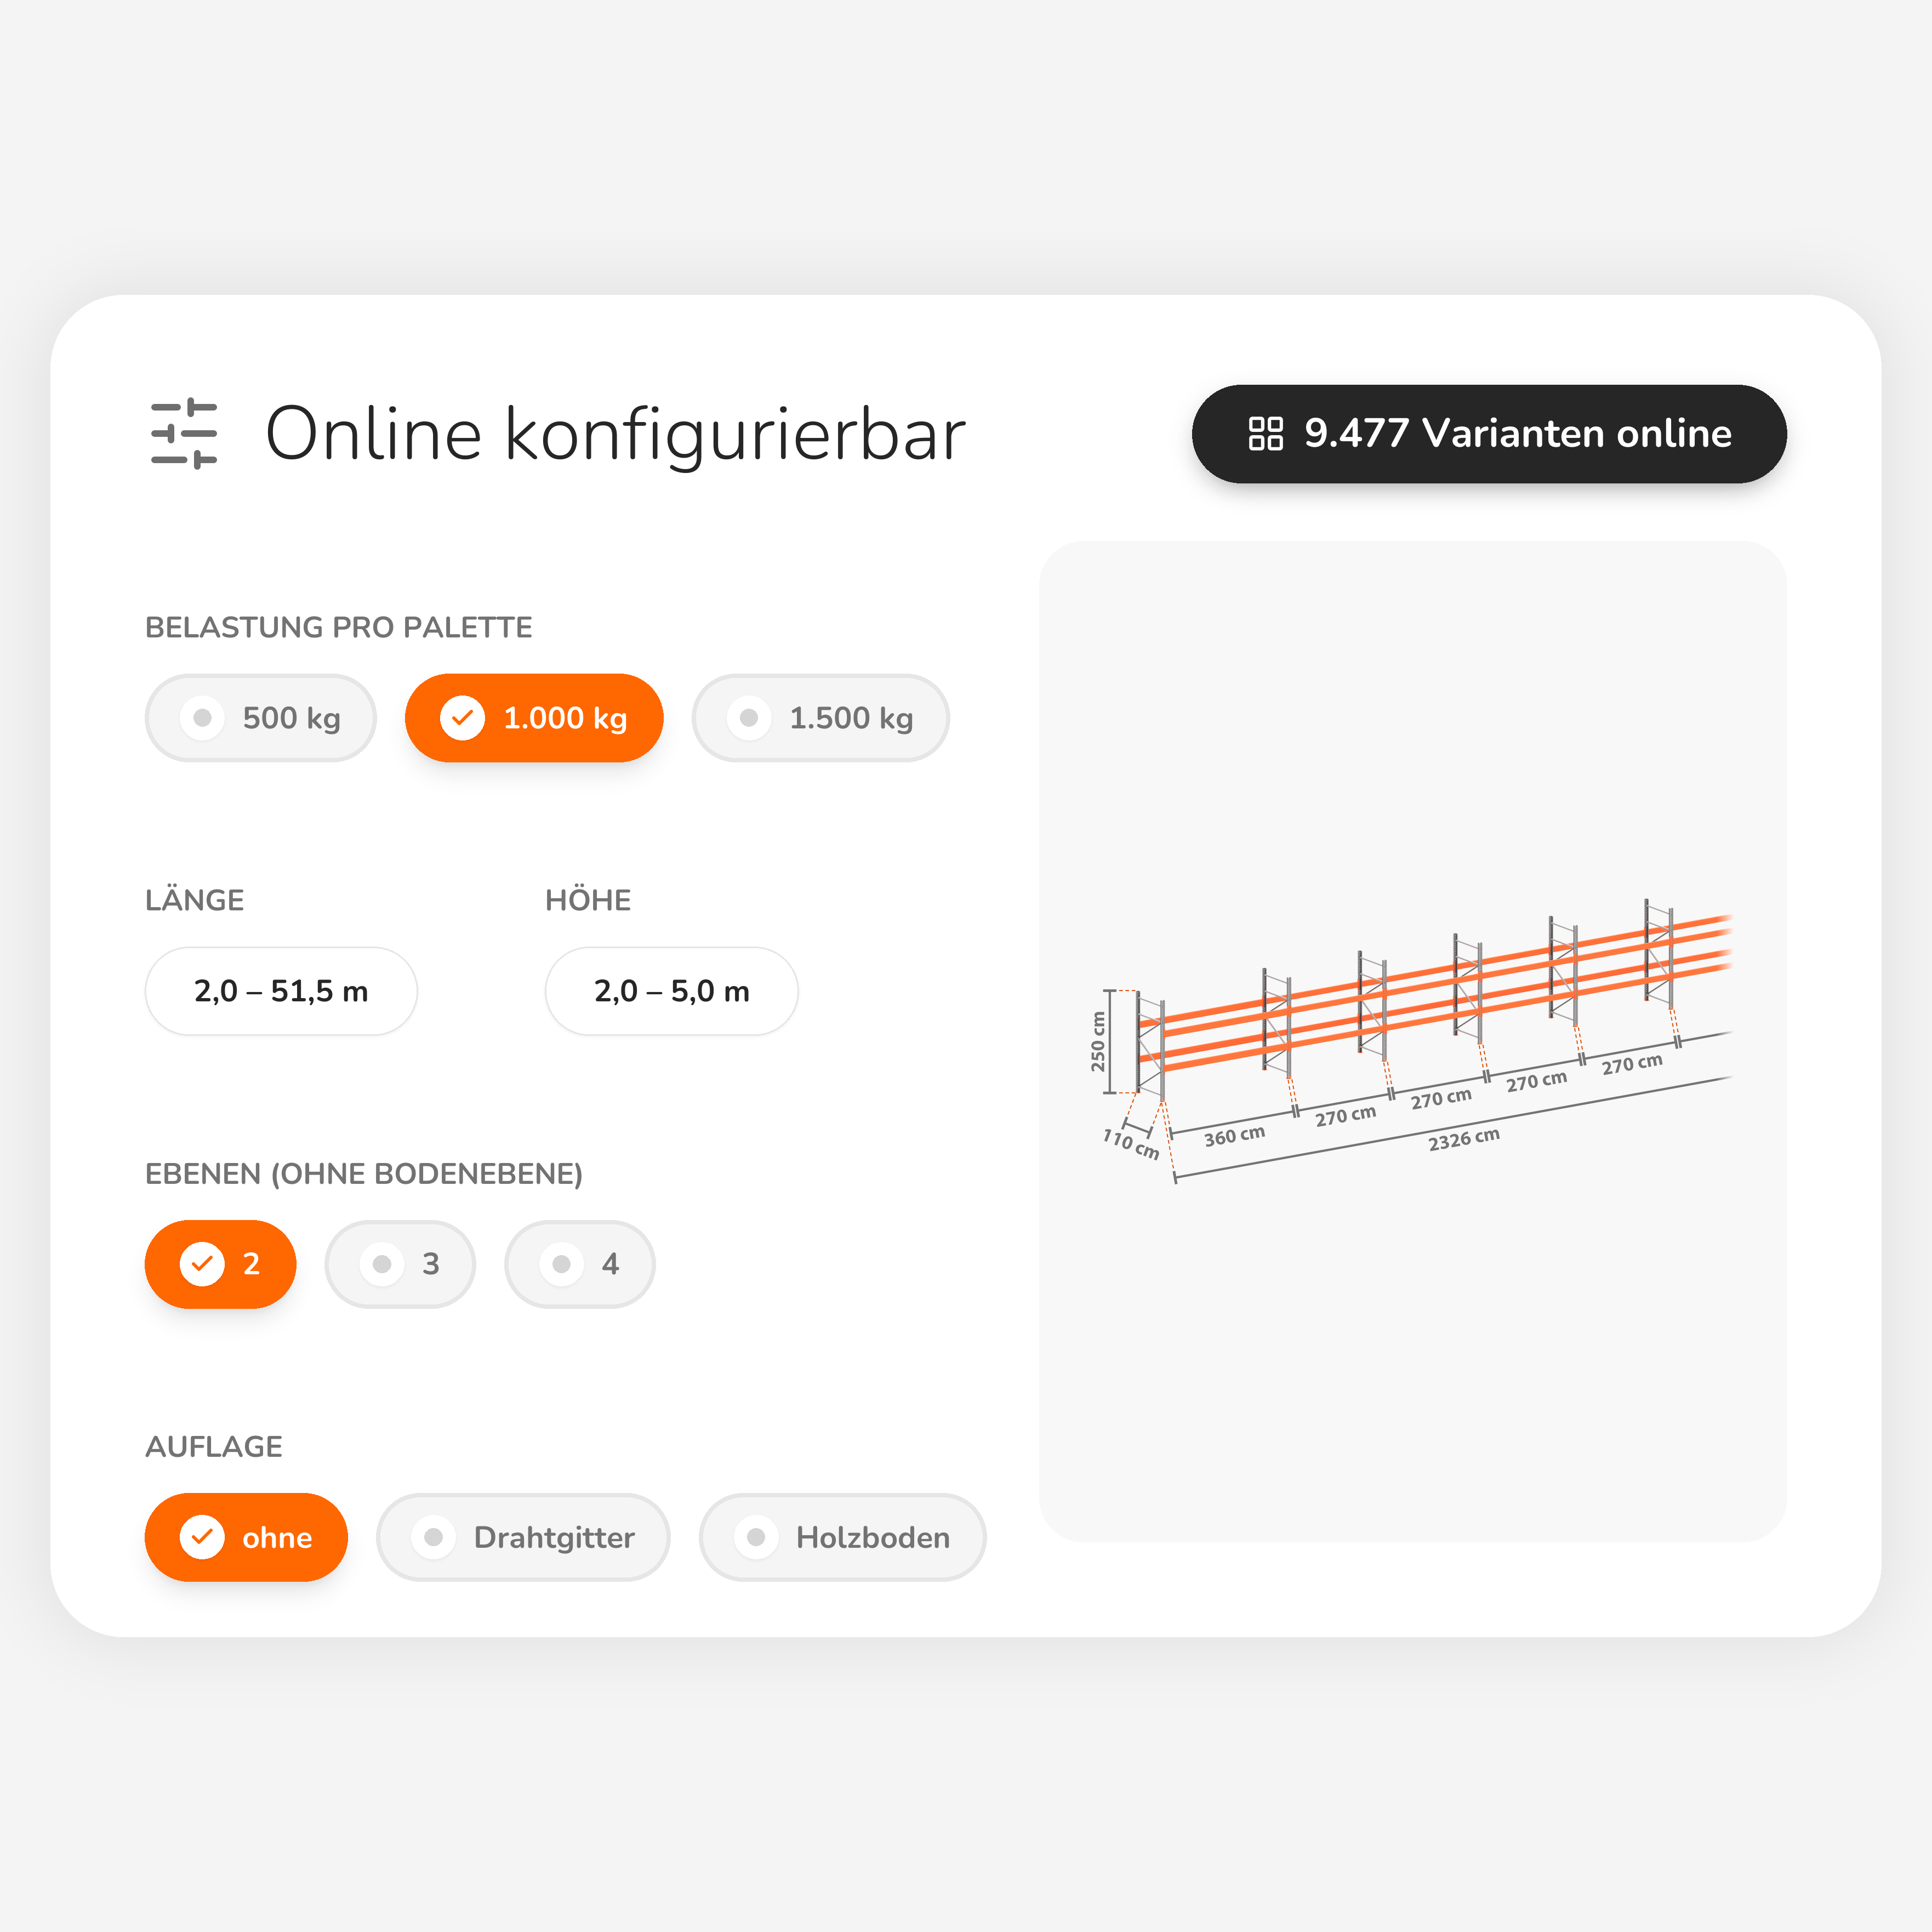 Online konfigurierbar
9.477 Varianten online
BELASTUNG PRO PALETTE
500 kg
1.000 kg
1.500 kg
LÄNGE
HÖHE
2,0 – 51,5 m
2,0 – 5,0 m
EBENEN (OHNE BODENEBENE)
2
3
4
AUFLAGE
ohne
Drahtgitter
Holzboden
250 cm
110 cm
360 cm
270 cm
270 cm
270 cm
270 cm
2326 cm